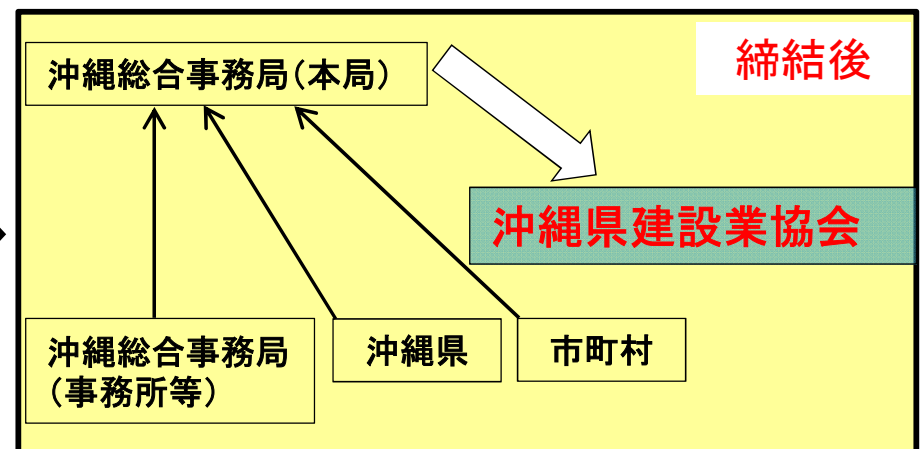 締結後
沖縄総合事務局（本局）
沖縄県建設業協会
沖縄総合事務局
（事務所等）
沖縄県
市町村